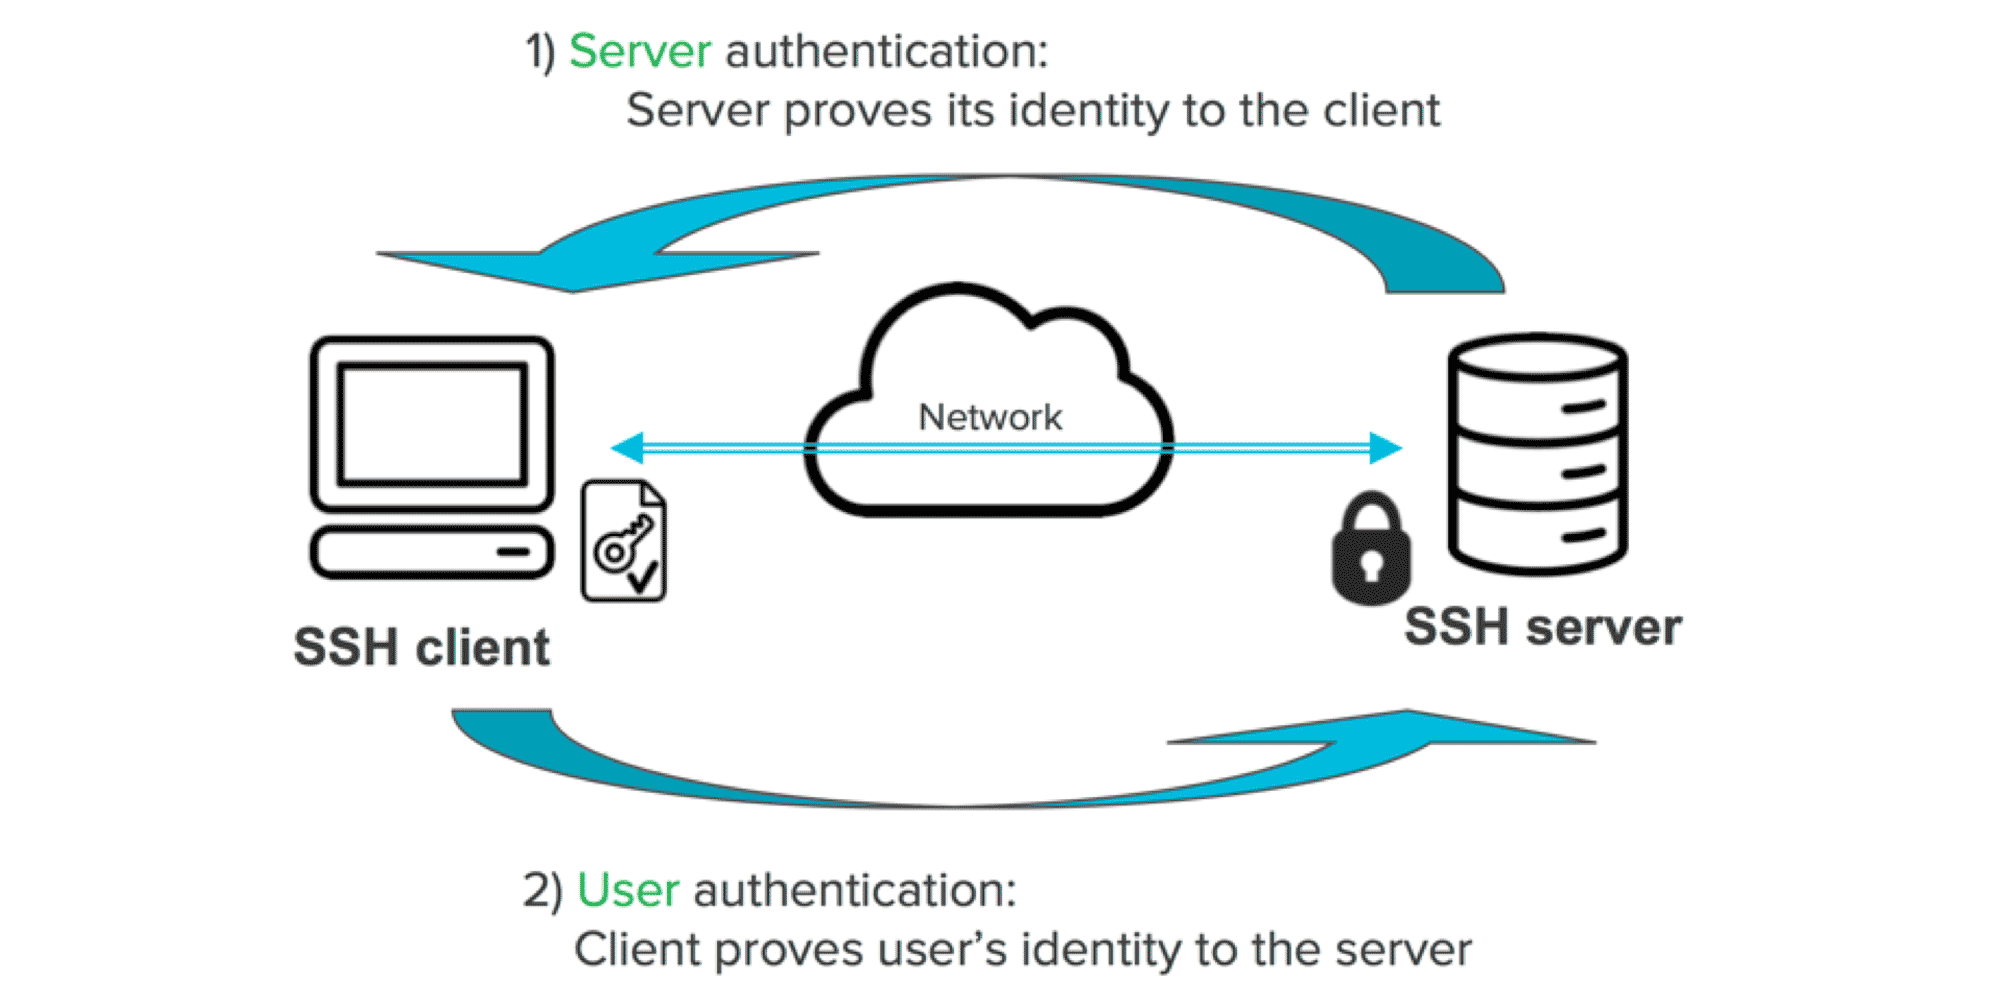 1) Server authentication:
Server proves its identity to the client
Network
SSH client
SSH server
2) User authentication:
Client proves user’s identity to the server